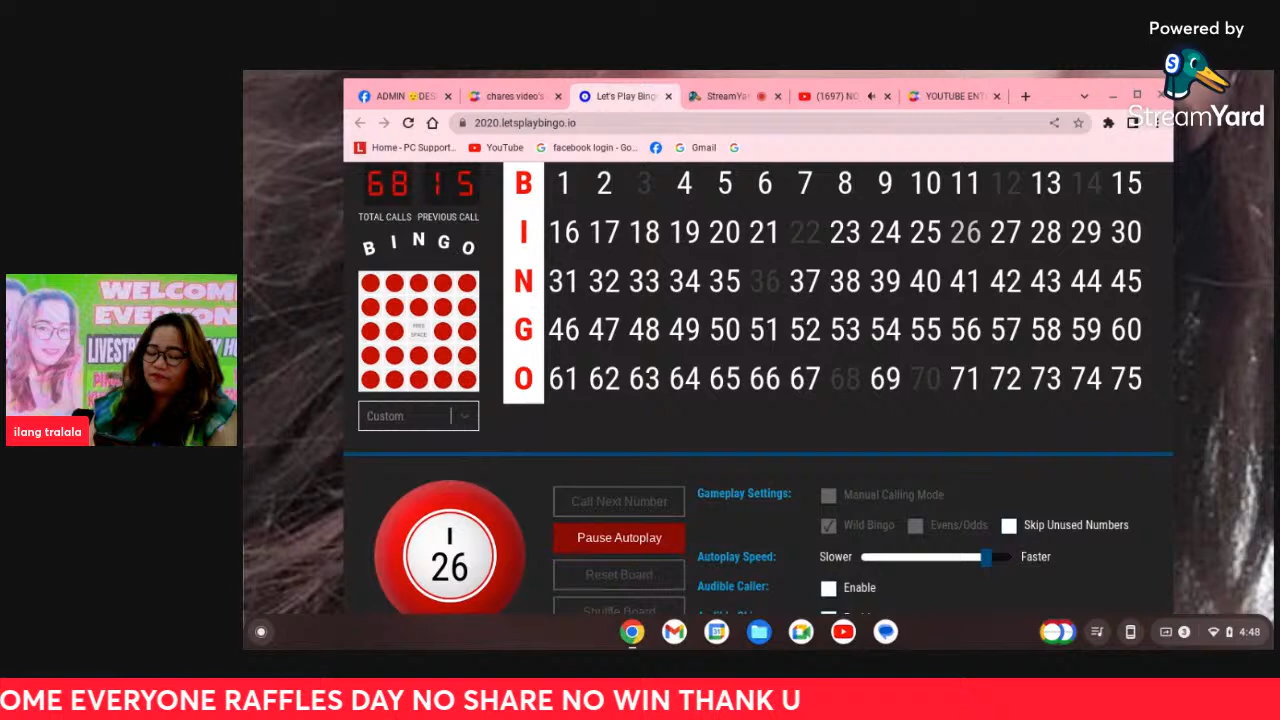 Powered by
StreamYard
ADMIN DES
chares video's
Let's Play Bing
StreamYa
(1697) NO
YOUTUBE ENT
2020.letsplaybingo.io
Home - PC Support..
YouTube
facebook login - Go..
Gmail
68 15
TOTAL CALLS PREVIOUS CALL
B I N G O
FREE
SPACE
Custom
B 1 2 3 4 5 6 7 8 9 10 11 12 13 14 15
I 16 17 18 19 20 21 22 23 24 25 26 27 28 29 30
N 31 32 33 34 35 36 37 38 39 40 41 42 43 44 45
G 46 47 48 49 50 51 52 53 54 55 56 57 58 59 60
O 61 62 63 64 65 66 67 68 69 70 71 72 73 74 75
WELCOM
EVERYON
LIVESTR
ilang tralala
I
26
Call Next Number
Pause Autoplay
Reset Board
Shuffle Board
Gameplay Settings:
Manual Calling Mode
Wild Bingo
Evens/Odds
Skip Unused Numbers
Autoplay Speed:
Slower
Faster
Audible Caller:
Enable
31
3
4:48
OME EVERYONE RAFFLES DAY NO SHARE NO WIN THANK U